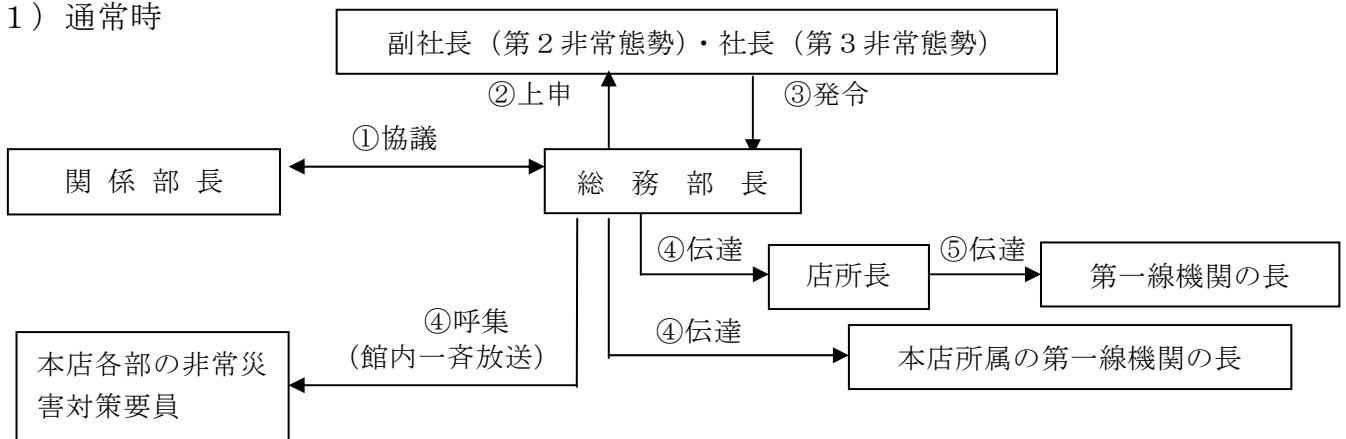 1）通常時
副社長（第２非常態勢）・社長（第３非常態勢）
②上申
③発令
①協議
関係部長
総務部長
④伝達
⑤伝達
店所長
第一線機関の長
④呼集
（館内一斉放送）
④伝達
本店所属の第一線機関の長
本店各部の非常災
害対策要員